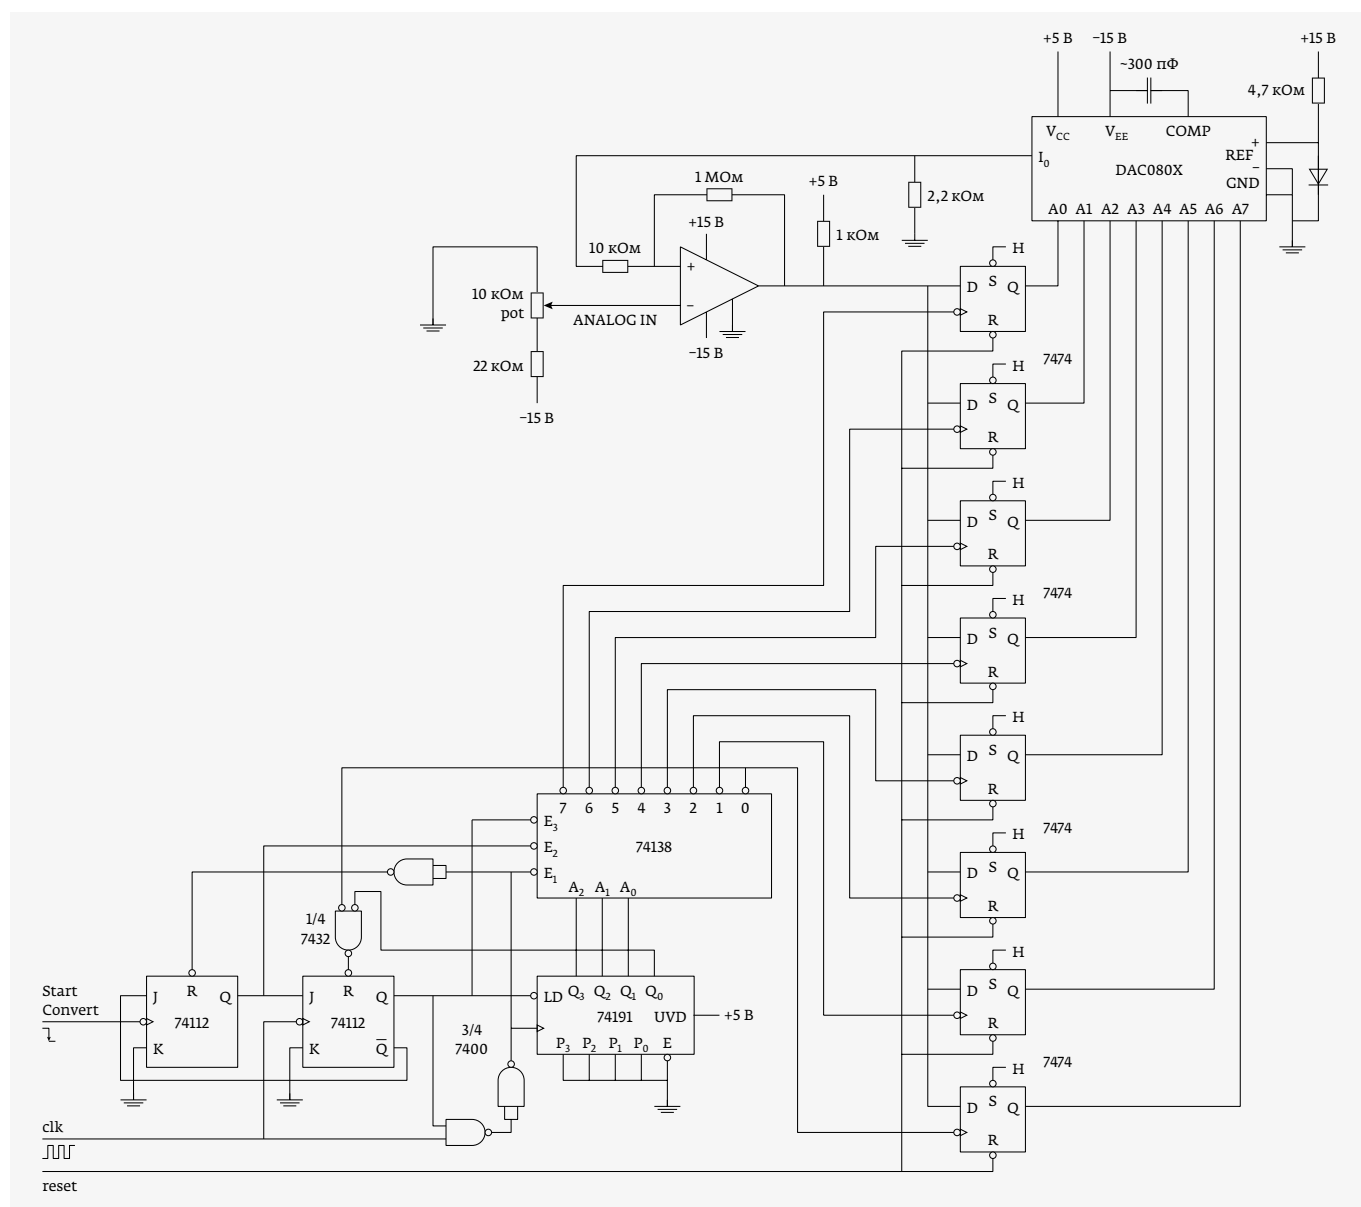 +5 В
−15 В
+15 В
~300 пФ
4,7 кОм
V_CC
V_EE
COMP
+
REF
−
I_0
DAC080X
GND
A0 A1 A2 A3 A4 A5 A6 A7
1 МОм
+5 В
2,2 кОм
+15 В
1 кОм
10 кОм
+
−
10 кОм
pot
ANALOG IN
−15 В
22 кОм
−15 В
H
D S Q
R
7474
H
D S Q
R
H
D S Q
R
7474
H
D S Q
R
H
D S Q
R
7474
H
D S Q
R
H
D S Q
R
7474
H
D S Q
R
7 6 5 4 3 2 1 0
E_3
E_2
74138
E_1
A_2 A_1 A_0
1/4
7432
Start
Convert
J R Q
74112
K
J R Q
74112
K Q̅
LD Q_3 Q_2 Q_1 Q_0
74191 UVD
+5 В
P_3 P_2 P_1 P_0 E
3/4
7400
clk
reset